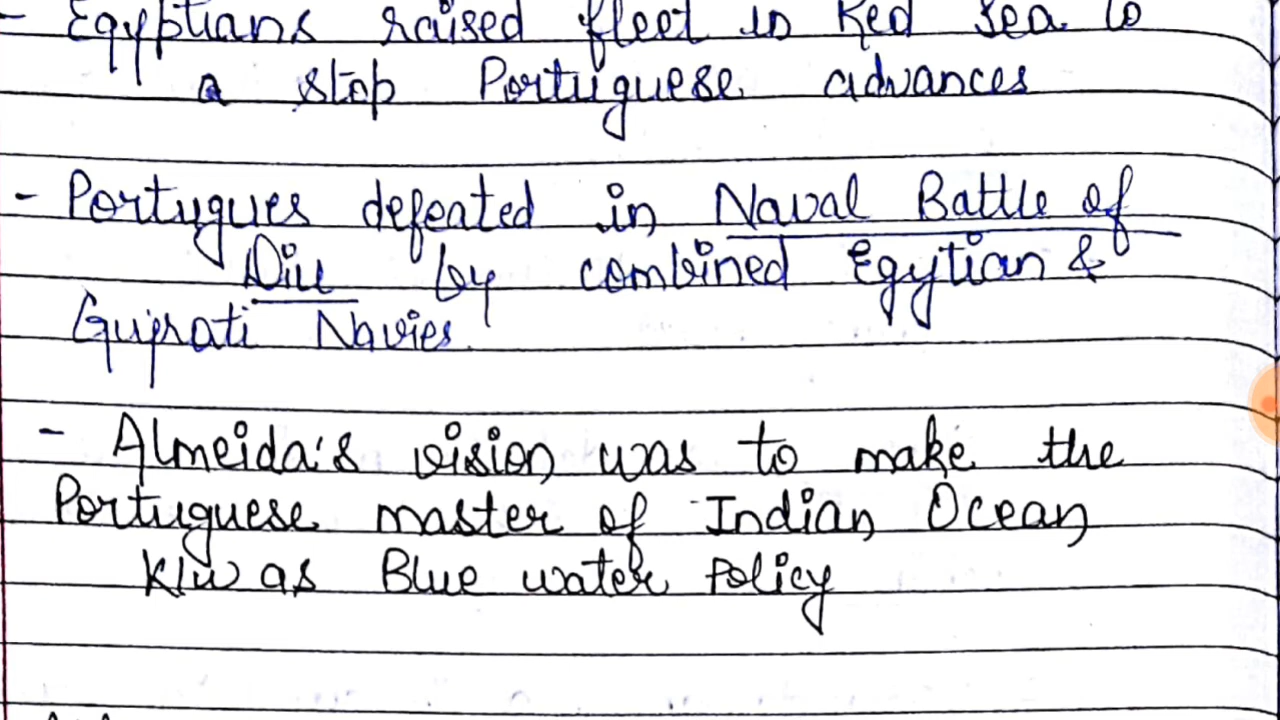 - Egyptians raised fleet in Red Sea to
a stop Portuguese advances
- Portugues defeated in Naval Battle of
Diu by combined Egytian &
Gujrati Navies.
- Almeida's vision was to make the
Portuguese master of Indian Ocean
K/w as Blue water Policy